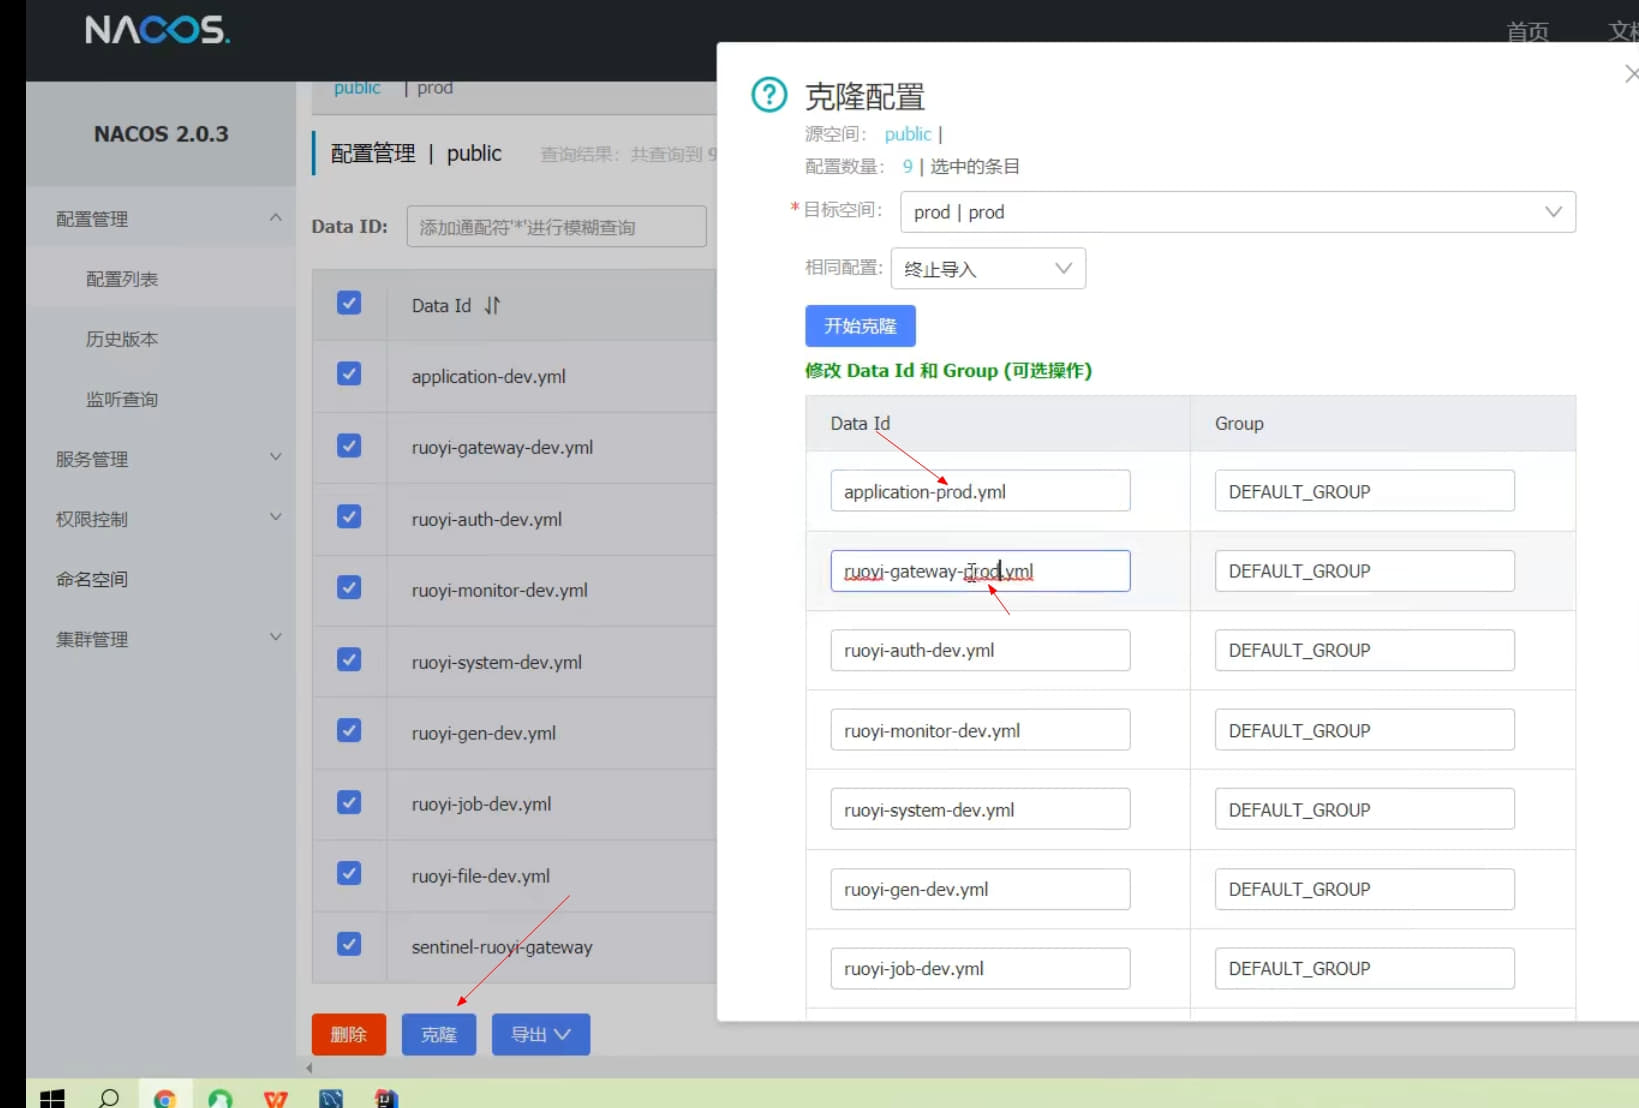 NACOS.
首页
public | prod
NACOS 2.0.3
配置管理
配置列表
历史版本
监听查询
服务管理
权限控制
命名空间
集群管理
配置管理 | public 查询结果：共查询到 9
Data ID: 添加通配符'*'进行模糊查询
Data Id
application-dev.yml
ruoyi-gateway-dev.yml
ruoyi-auth-dev.yml
ruoyi-monitor-dev.yml
ruoyi-system-dev.yml
ruoyi-gen-dev.yml
ruoyi-job-dev.yml
ruoyi-file-dev.yml
sentinel-ruoyi-gateway
删除 克隆 导出
克隆配置
源空间： public |
配置数量： 9 | 选中的条目
*目标空间： prod | prod
相同配置: 终止导入
开始克隆
修改 Data Id 和 Group (可选操作)
Data Id Group
application-prod.yml DEFAULT_GROUP
ruoyi-gateway-prod.yml DEFAULT_GROUP
ruoyi-auth-dev.yml DEFAULT_GROUP
ruoyi-monitor-dev.yml DEFAULT_GROUP
ruoyi-system-dev.yml DEFAULT_GROUP
ruoyi-gen-dev.yml DEFAULT_GROUP
ruoyi-job-dev.yml DEFAULT_GROUP